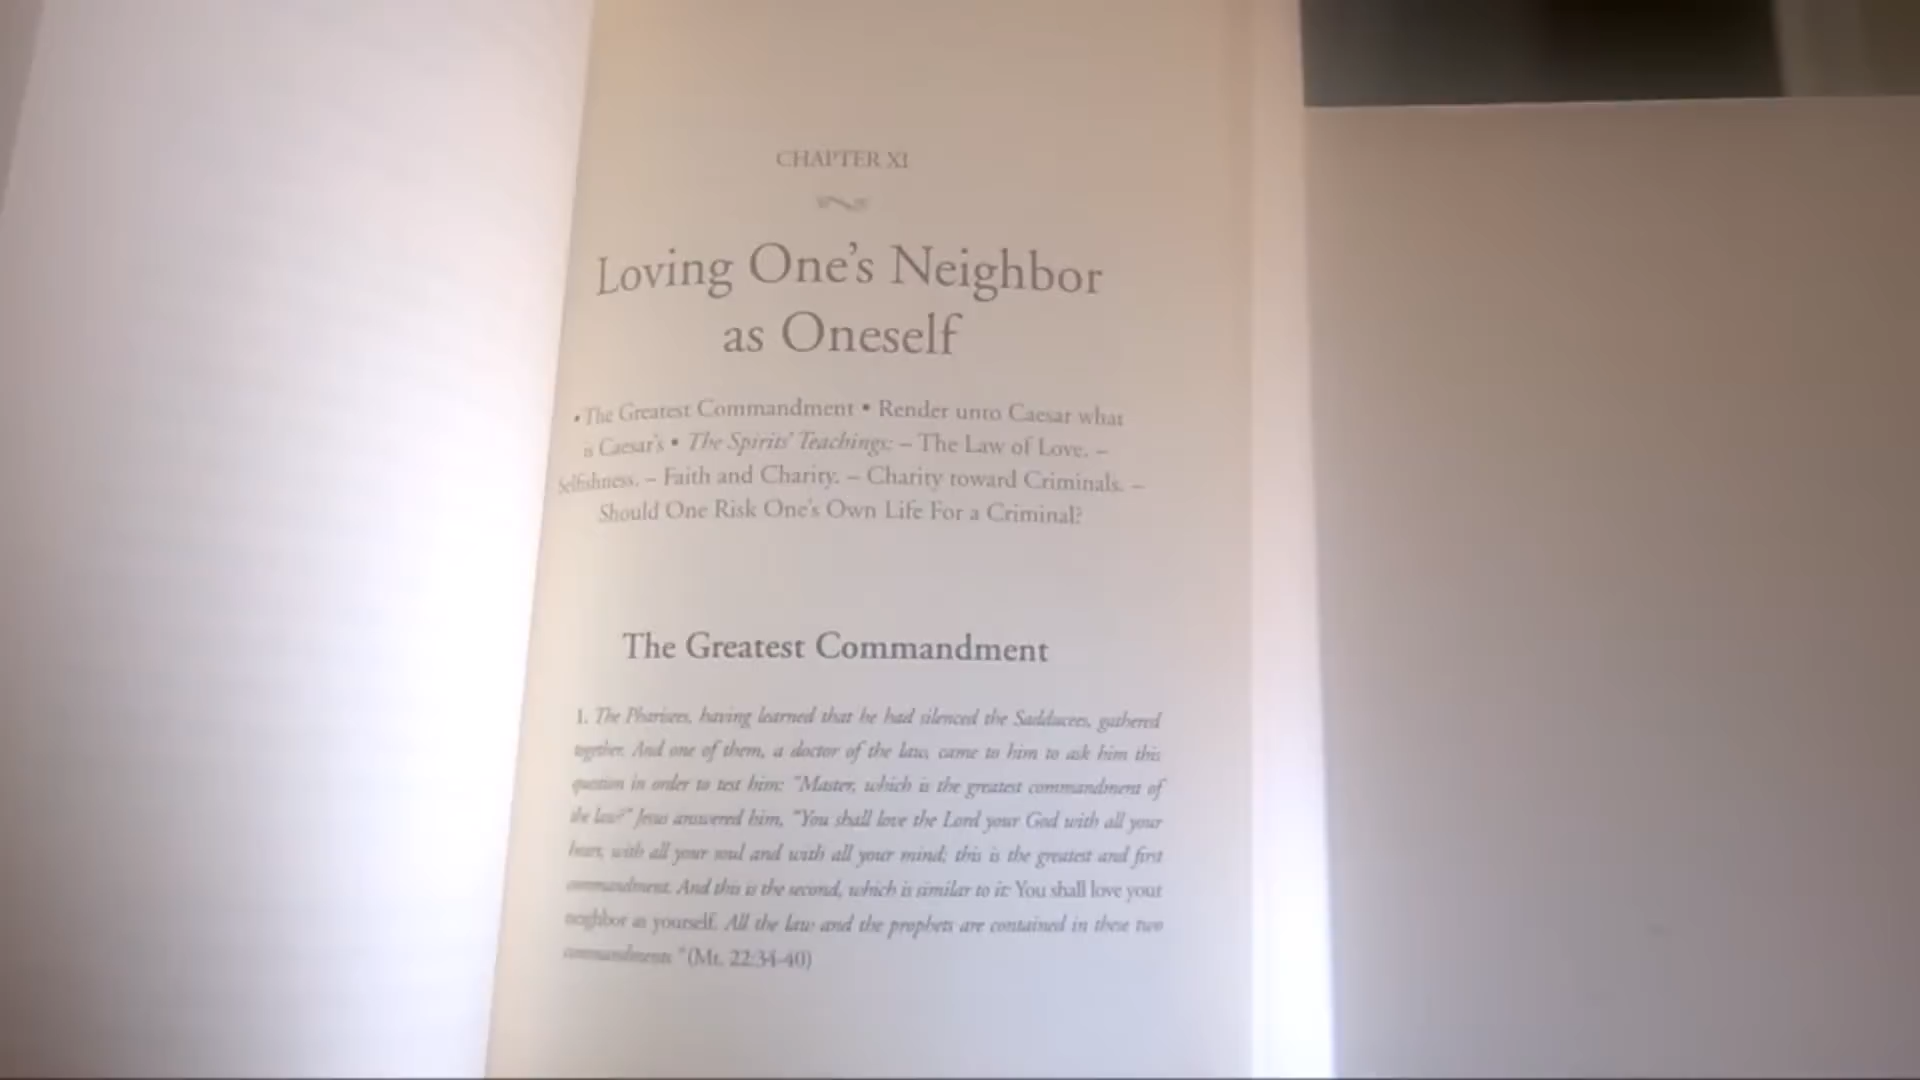 CHAPTER XI
Loving One's Neighbor
as Oneself
• The Greatest Commandment • Render unto Caesar what
is Caesar's • The Spirits' Teachings: – The Law of Love. –
Selfishness. – Faith and Charity. – Charity toward Criminals. –
Should One Risk One's Own Life For a Criminal?
The Greatest Commandment
1. The Pharisees, having learned that he had silenced the Sadducees, gathered
together. And one of them, a doctor of the law, came to him to ask him this
question in order to test him: "Master, which is the greatest commandment of
the law?" Jesus answered him, "You shall love the Lord your God with all your
heart, with all your soul and with all your mind; this is the greatest and first
commandment. And this is the second, which is similar to it: You shall love your
neighbor as yourself. All the law and the prophets are contained in these two
commandments." (Mt. 22:34-40)